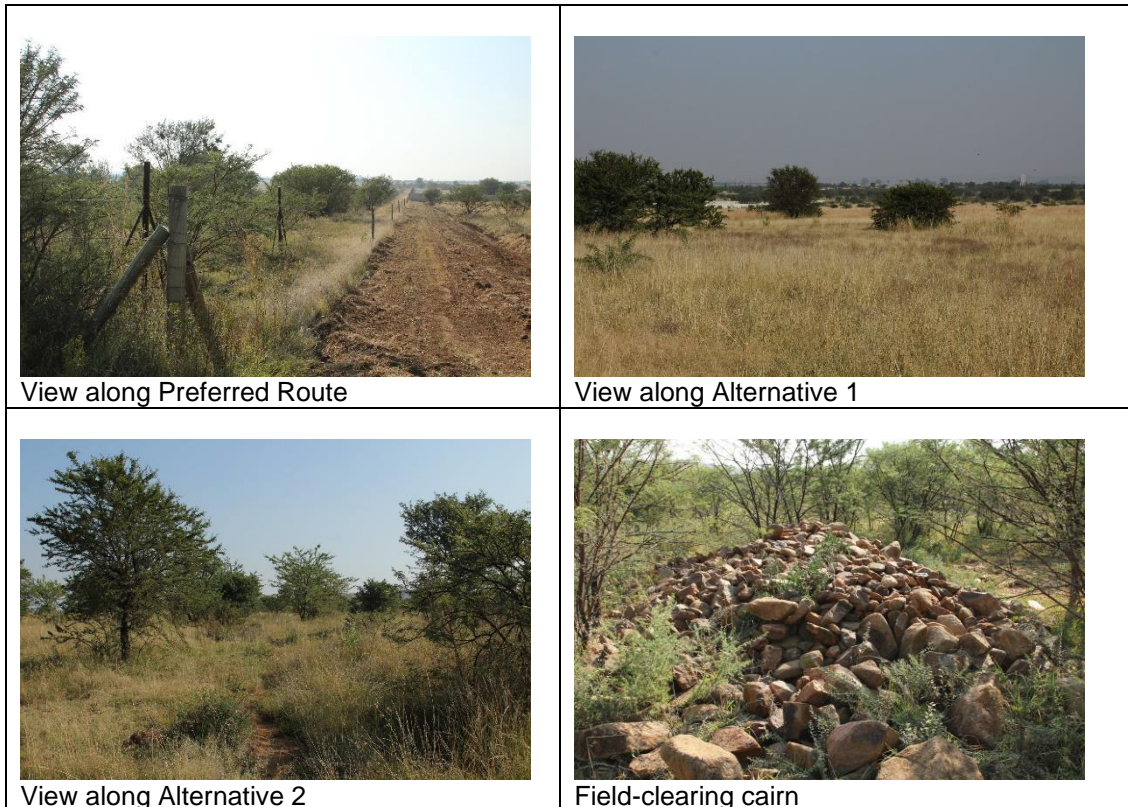 View along Preferred Route
View along Alternative 1
View along Alternative 2
Field-clearing cairn